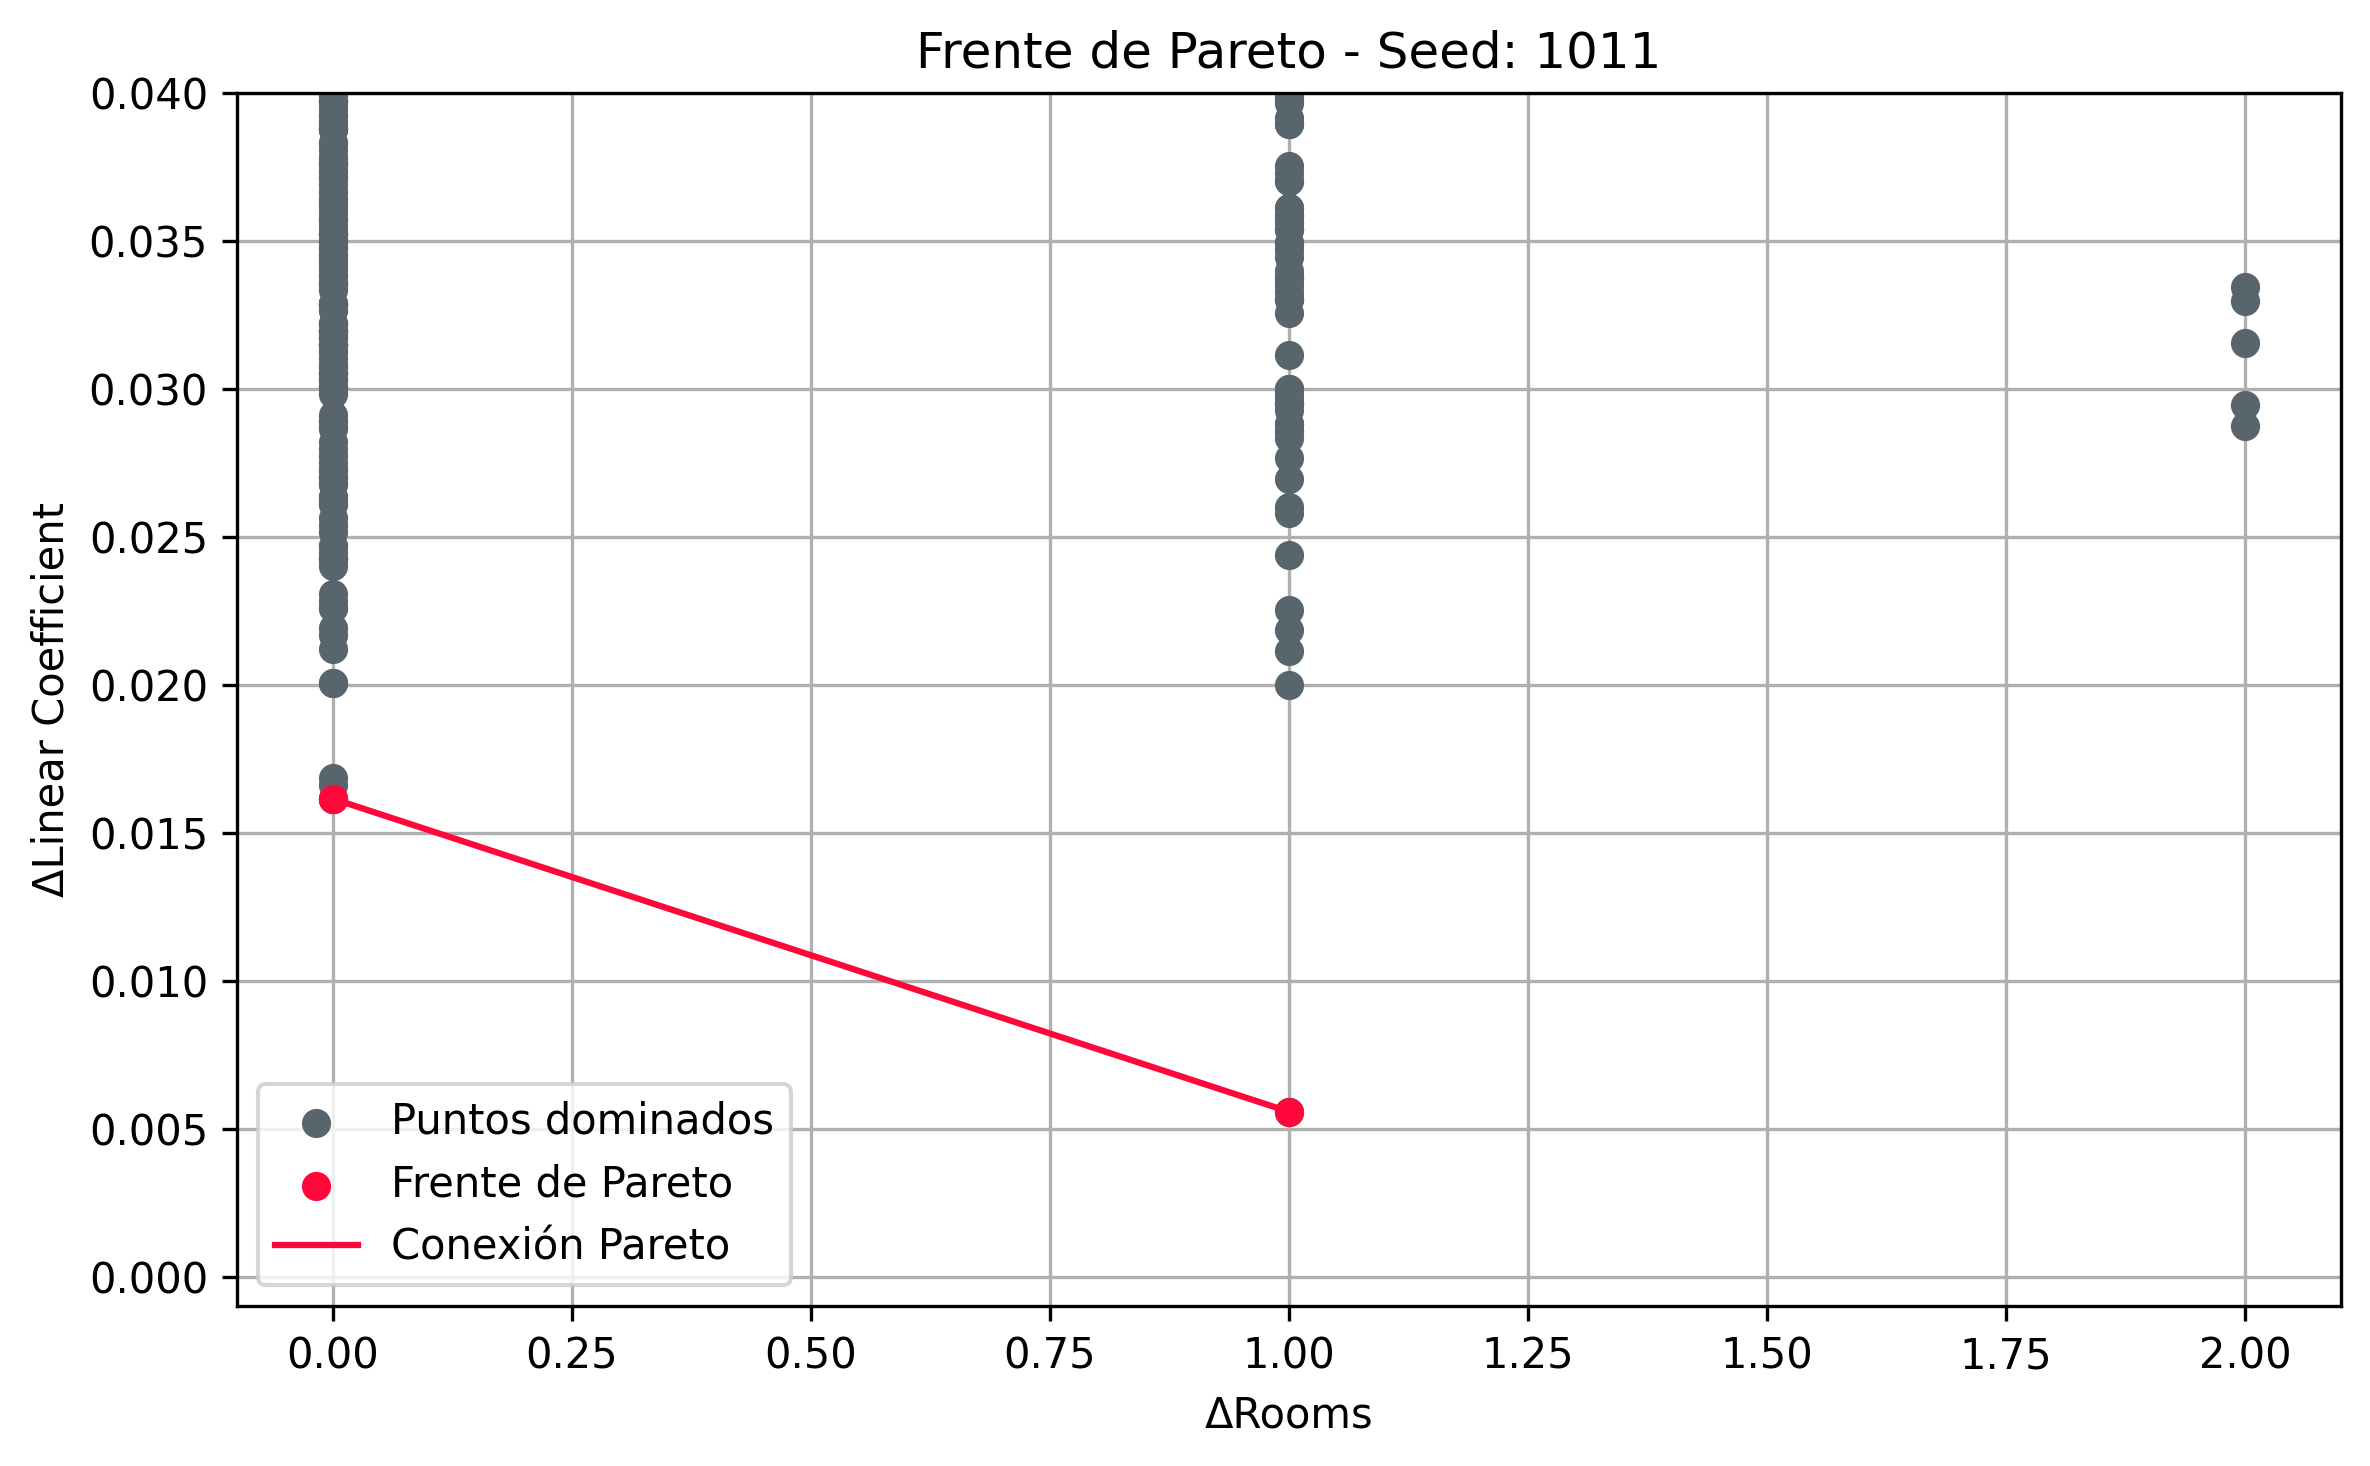 Frente de Pareto - Seed: 1011
0.040
0.035
0.030
0.025
0.020
0.015
0.010
0.005
0.000
ΔLinear Coefficient
Puntos dominados
Frente de Pareto
Conexión Pareto
0.00 0.25 0.50 0.75 1.00 1.25 1.50 1.75 2.00
ΔRooms